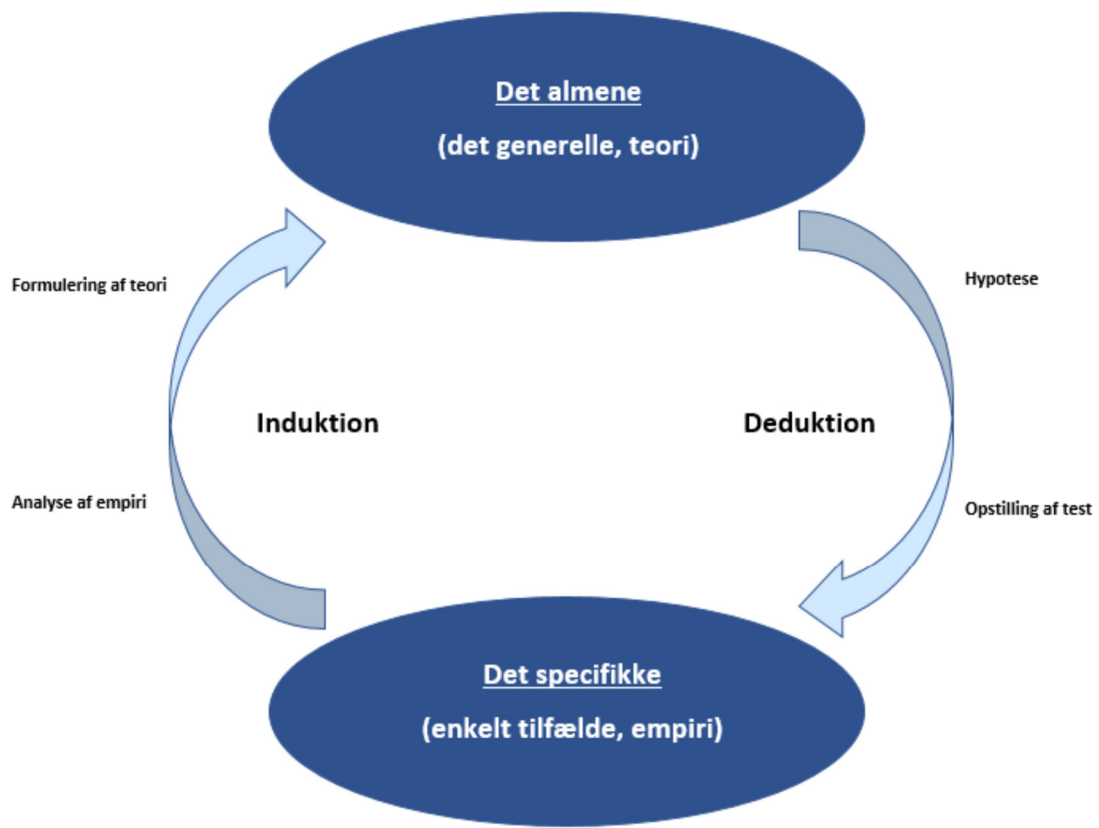 Det almene
(det generelle, teori)
Formulering af teori
Hypotese
Induktion
Deduktion
Analyse af empiri
Opstilling af test
Det specifikke
(enkelt tilfælde, empiri)